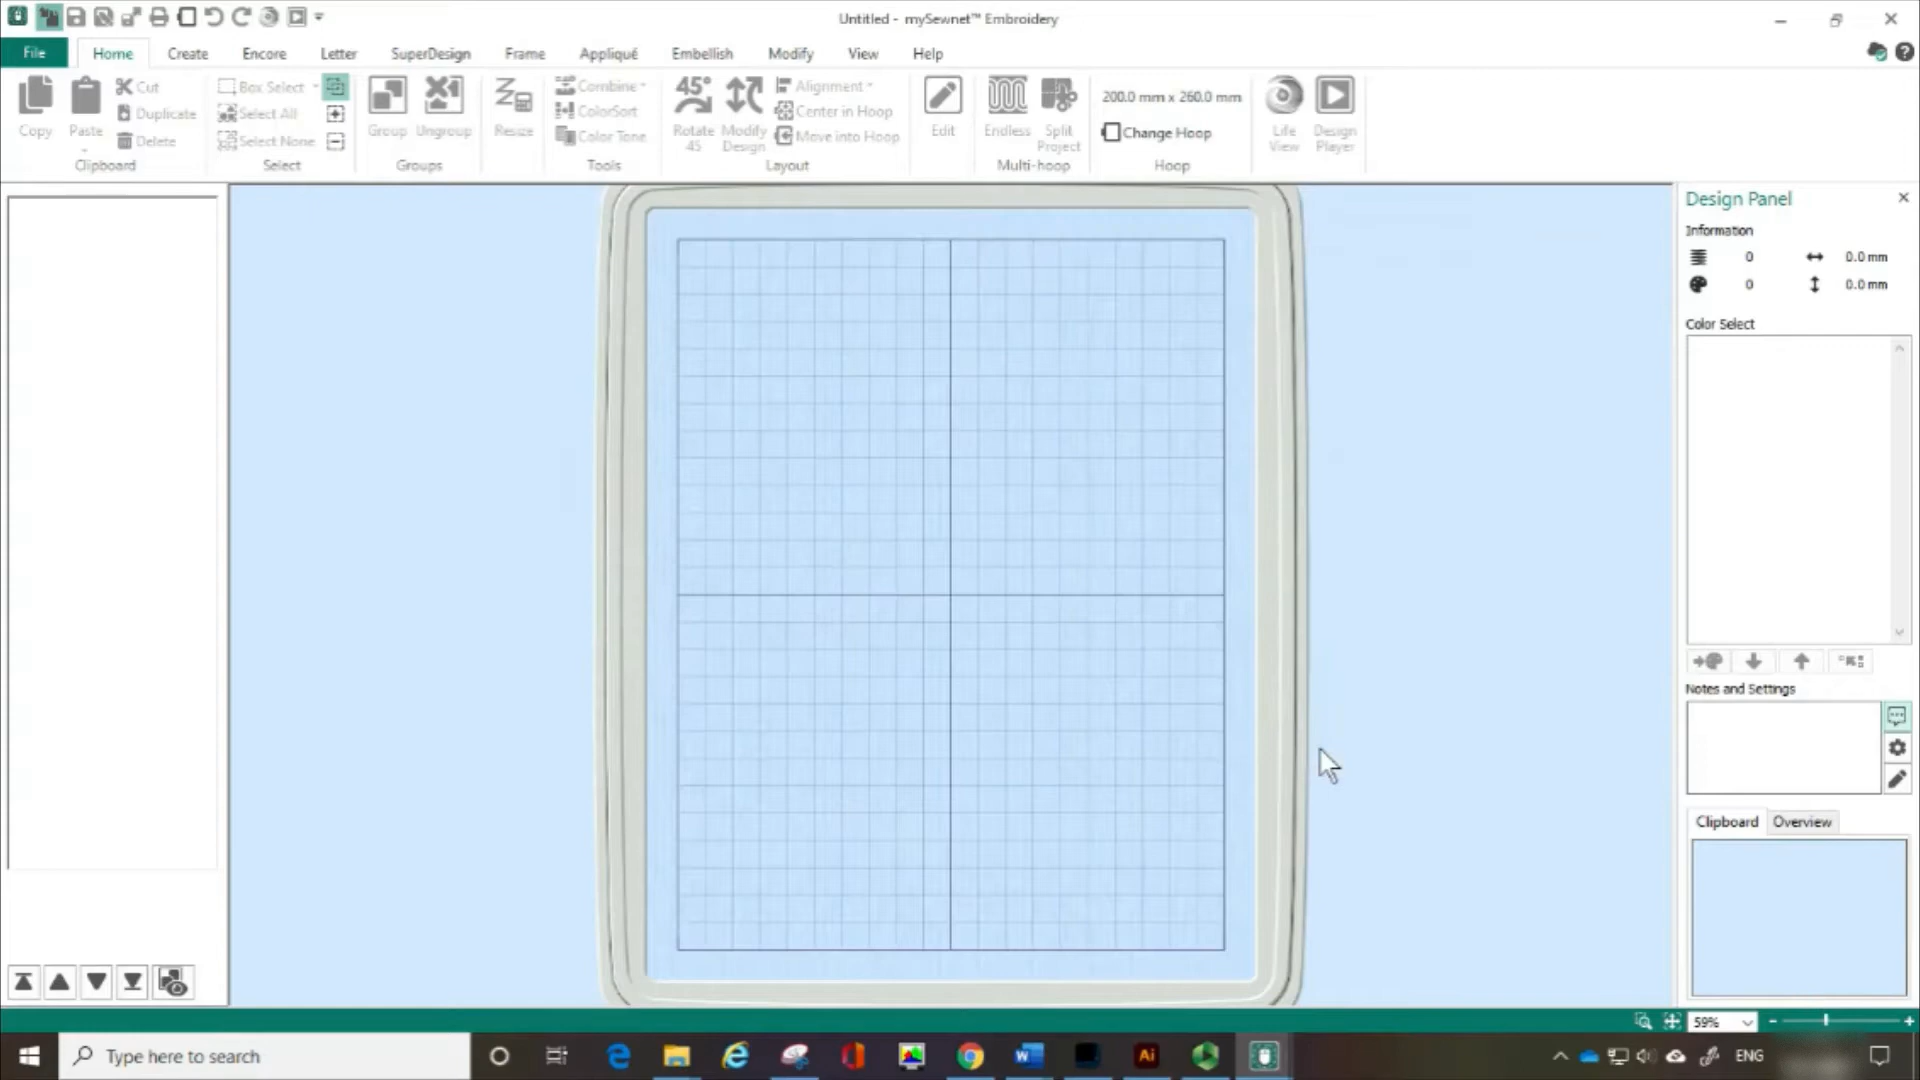 Untitled - mySewnet™ Embroidery
File Home Create Encore Letter SuperDesign Frame Appliqué Embellish Modify View Help
Copy
Paste
Cut
Duplicate
Delete
Clipboard
Box Select
Select All
Select None
Select
Group
Ungroup
Groups
Resize
Combine
ColorSort
Color Tone
Tools
45°
Rotate
45
Modify
Design
Alignment
Center in Hoop
Move into Hoop
Layout
Edit
Endless
Split
Project
Multi-hoop
200.0 mm x 260.0 mm
Change Hoop
Hoop
Life
View
Design
Player
Design Panel
Information
0 0.0 mm
0 0.0 mm
Color Select
Notes and Settings
Clipboard Overview
59%
Type here to search
Ai
ENG